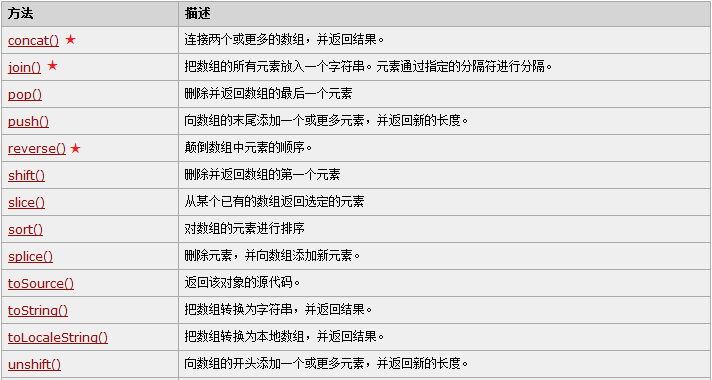 方法 描述
concat() ★ 连接两个或更多的数组，并返回结果。
join() ★ 把数组的所有元素放入一个字符串。元素通过指定的分隔符进行分隔。
pop() 删除并返回数组的最后一个元素
push() 向数组的末尾添加一个或更多元素，并返回新的长度。
reverse() ★ 颠倒数组中元素的顺序。
shift() 删除并返回数组的第一个元素
slice() 从某个已有的数组返回选定的元素
sort() 对数组的元素进行排序
splice() 删除元素，并向数组添加新元素。
toSource() 返回该对象的源代码。
toString() 把数组转换为字符串，并返回结果。
toLocaleString() 把数组转换为本地数组，并返回结果。
unshift() 向数组的开头添加一个或更多元素，并返回新的长度。